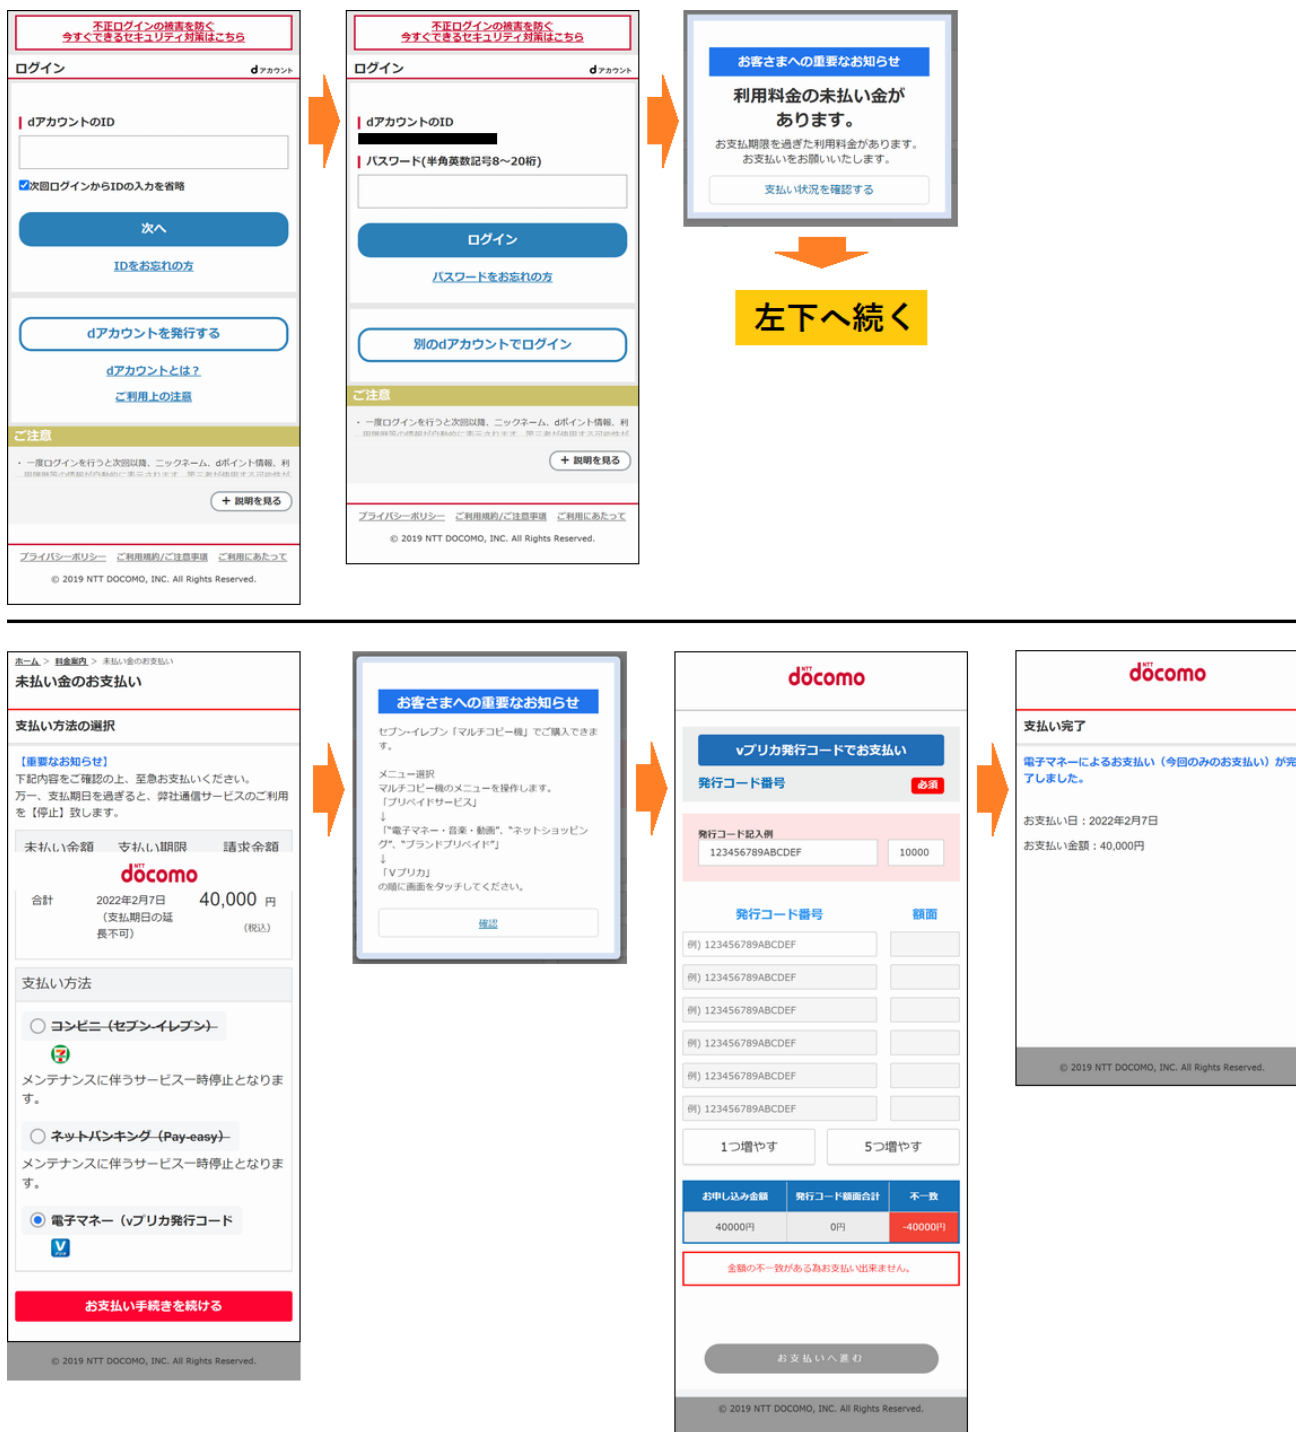 不正ログインの被害を防ぐ
今すぐできるセキュリティ対策はこちら
ログイン
dアカウント
dアカウントのID
次回ログインからIDの入力を省略
次へ
IDをお忘れの方
dアカウントを発行する
dアカウントとは？
ご利用上の注意
ご注意
・ 一度ログインを行うと次回以降、ニックネーム、dポイント情報、利
＋ 説明を見る
プライバシーポリシー ご利用規約/ご注意事項 ご利用にあたって
© 2019 NTT DOCOMO, INC. All Rights Reserved.
不正ログインの被害を防ぐ
今すぐできるセキュリティ対策はこちら
ログイン
dアカウント
dアカウントのID
パスワード(半角英数記号8～20桁)
ログイン
パスワードをお忘れの方
別のdアカウントでログイン
ご注意
・ 一度ログインを行うと次回以降、ニックネーム、dポイント情報、利
＋ 説明を見る
プライバシーポリシー ご利用規約/ご注意事項 ご利用にあたって
© 2019 NTT DOCOMO, INC. All Rights Reserved.
お客さまへの重要なお知らせ
利用料金の未払い金が
あります。
お支払期限を過ぎた利用料金があります。
お支払いをお願いいたします。
支払い状況を確認する
左下へ続く
ホーム > 料金案内 > 未払い金のお支払い
未払い金のお支払い
支払い方法の選択
【重要なお知らせ】
下記内容をご確認の上、至急お支払いください。
万一、支払期日を過ぎると、弊社通信サービスのご利用
を【停止】致します。
未払い金額 支払い期限 請求金額
NTT
döcomo
合計 2022年2月7日 40,000 円
（支払期日の延
長不可） （税込）
支払い方法
コンビニ（セブン-イレブン）
メンテナンスに伴うサービス一時停止となりま
す。
ネットバンキング（Pay-easy）
メンテナンスに伴うサービス一時停止となりま
す。
電子マネー（vプリカ発行コード
V
お支払い手続きを続ける
© 2019 NTT DOCOMO, INC. All Rights Reserved.
お客さまへの重要なお知らせ
セブン-イレブン「マルチコピー機」でご購入できま
す。
メニュー選択
マルチコピー機のメニューを操作します。
「プリペイドサービス」
↓
「"電子マネー・音楽・動画"、"ネットショッピン
グ"、"ブランドプリペイド"」
↓
「Ｖプリカ」
の順に画面をタッチしてください。
確認
NTT
döcomo
vプリカ発行コードでお支払い
発行コード番号 必須
発行コード記入例
123456789ABCDEF 10000
発行コード番号 額面
例) 123456789ABCDEF
例) 123456789ABCDEF
例) 123456789ABCDEF
例) 123456789ABCDEF
例) 123456789ABCDEF
例) 123456789ABCDEF
1つ増やす 5つ増やす
お申し込み金額 発行コード額面合計 不一致
40000円 0円 -40000円
金額の不一致がある為お支払い出来ません。
お支払いへ進む
© 2019 NTT DOCOMO, INC. All Rights Reserved.
NTT
döcomo
支払い完了
電子マネーによるお支払い（今回のみのお支払い）が完
了しました。
お支払い日：2022年2月7日
お支払い金額：40,000円
© 2019 NTT DOCOMO, INC. All Rights Reserved.